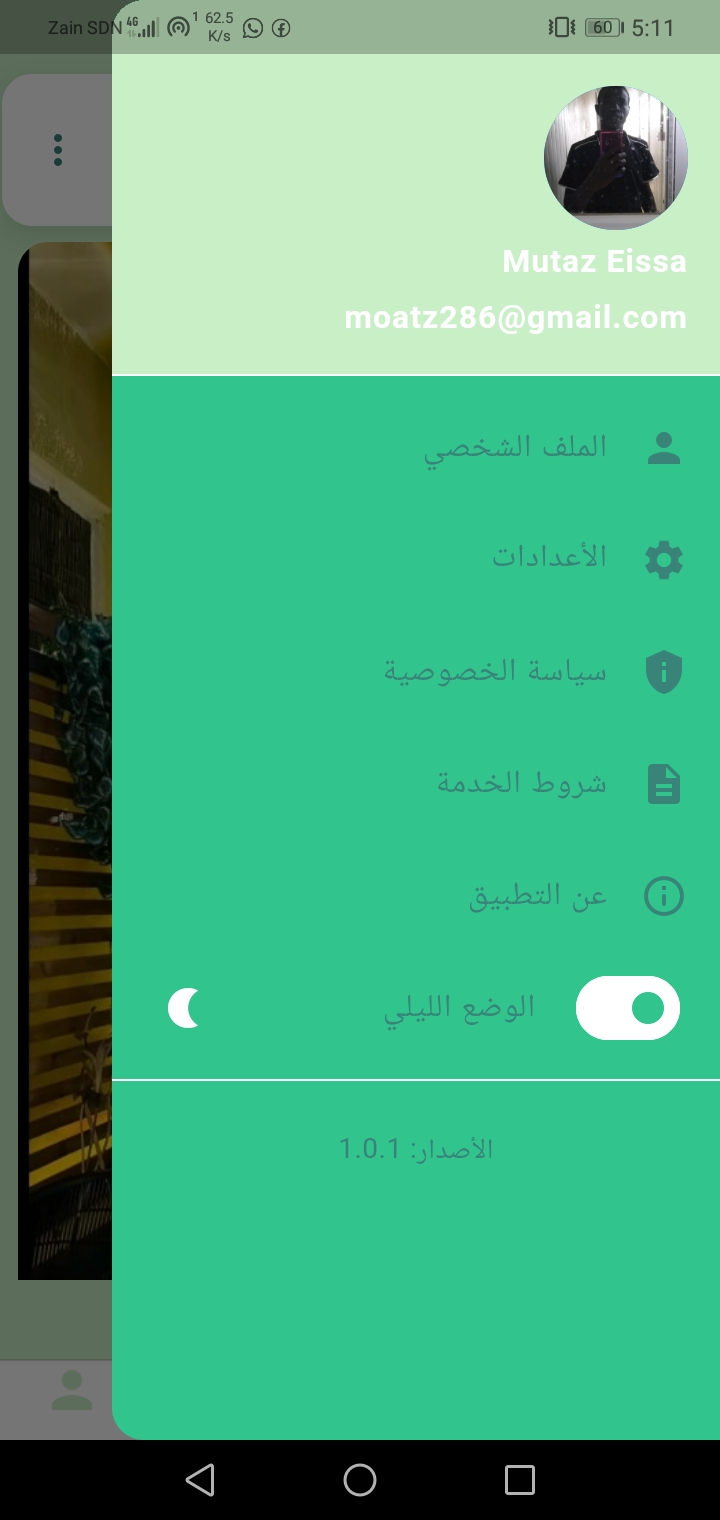 Zain SDN 4G 1 62.5 K/s 60 5:11
Mutaz Eissa
moatz286@gmail.com
الملف الشخصي
الأعدادات
سياسة الخصوصية
شروط الخدمة
عن التطبيق
الوضع الليلي
الأصدار: 1.0.1